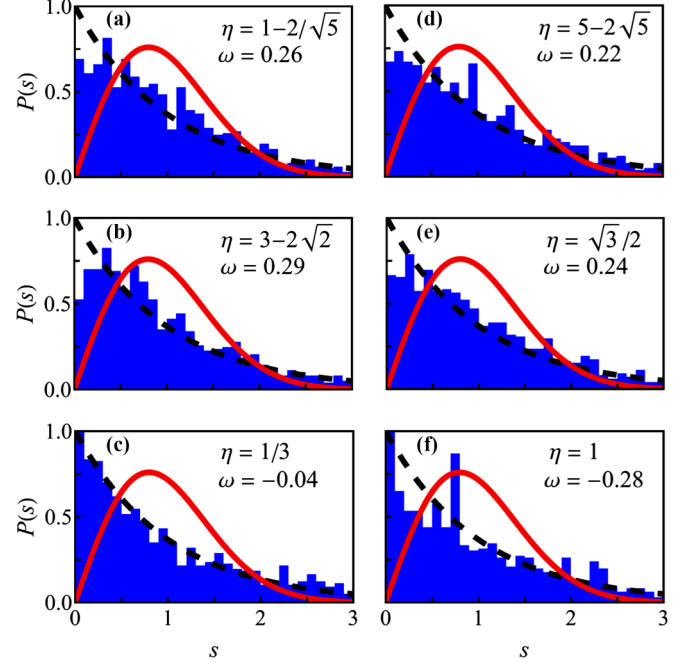 (a)
η = 1−2/√5
ω = 0.26
(d)
η = 5−2√5
ω = 0.22
1.0
0.5
0.0
P(s)
(b)
η = 3−2√2
ω = 0.29
(e)
η = √3/2
ω = 0.24
1.0
0.5
0.0
P(s)
(c)
η = 1/3
ω = −0.04
(f)
η = 1
ω = −0.28
1.0
0.5
0.0
P(s)
0 1 2 3 0 1 2 3
s s